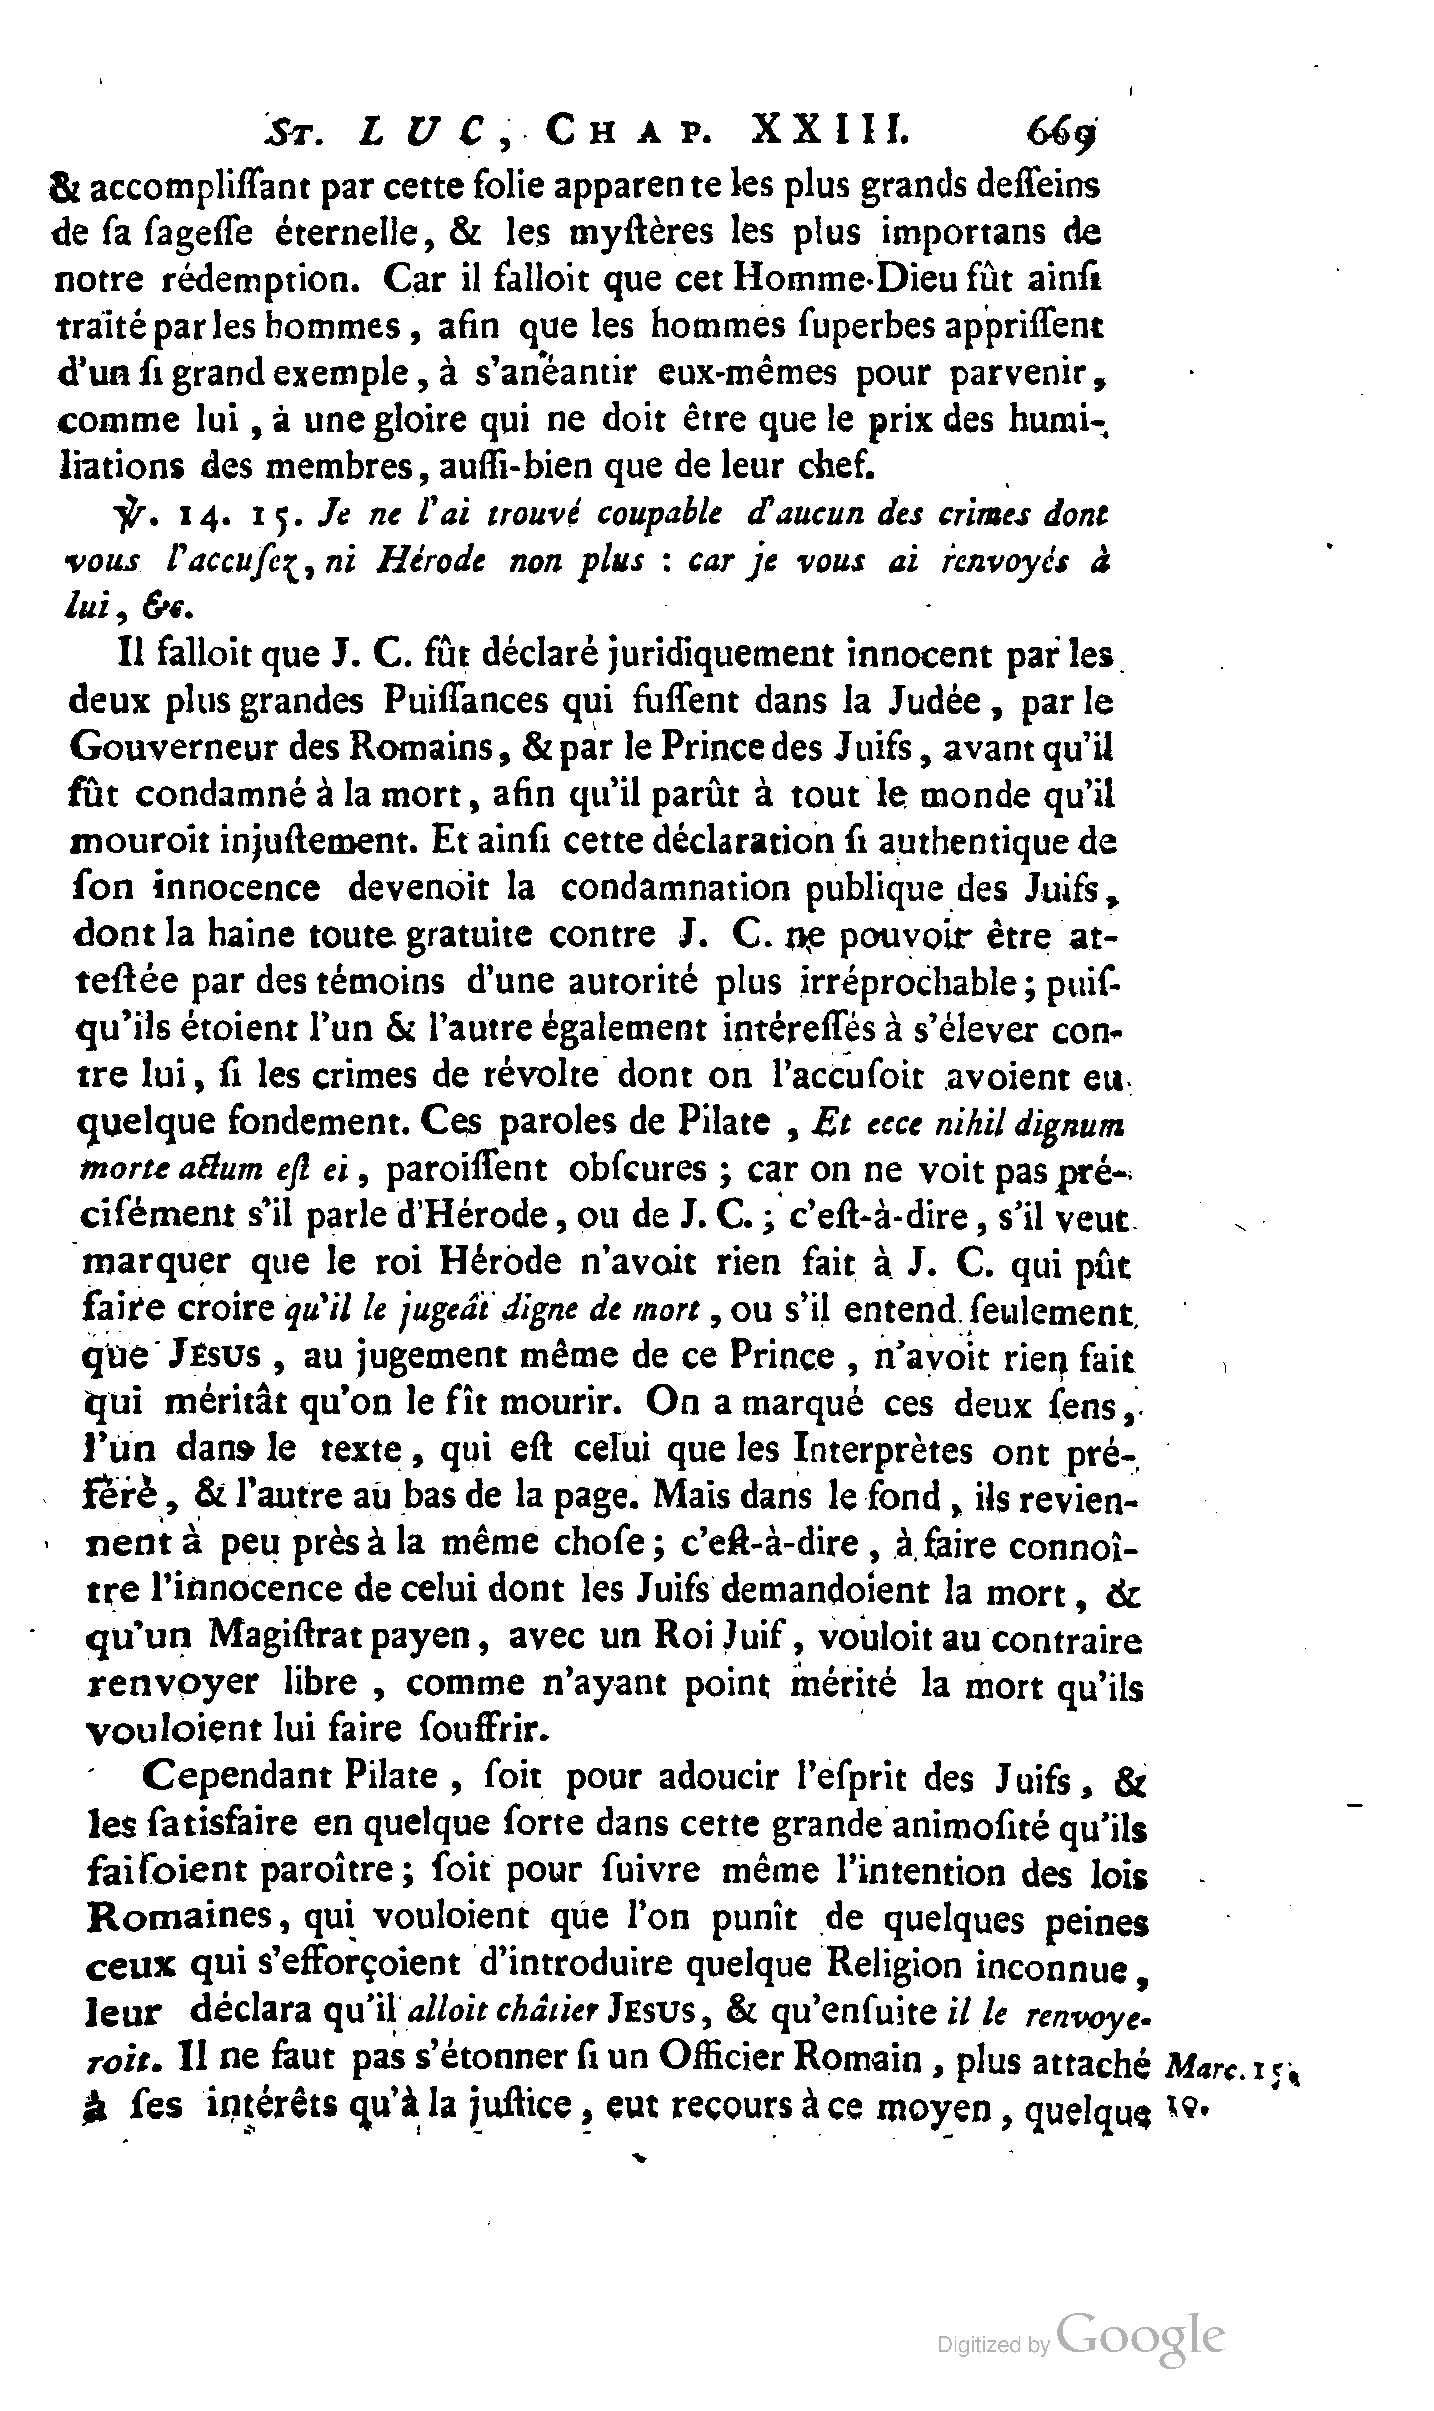 ST. LUC, CHAP. XXIII. 669
& accompliſſant par cette folie apparente les plus grands deſſeins
de ſa ſageſſe éternelle, & les myſtères les plus importans de
notre rédemption. Car il falloit que cet Homme-Dieu fût ainſi
traité par les hommes, afin que les hommes ſuperbes appriſſent
d'un ſi grand exemple, à s'anéantir eux-mêmes pour parvenir,
comme lui, à une gloire qui ne doit être que le prix des humi-
liations des membres, auſſi-bien que de leur chef.
℣. 14. 15. Je ne l'ai trouvé coupable d'aucun des crimes dont
vous l'accuſez, ni Hérode non plus : car je vous ai renvoyés à
lui, &c.
Il falloit que J. C. fût déclaré juridiquement innocent par les
deux plus grandes Puiſſances qui fuſſent dans la Judée, par le
Gouverneur des Romains, & par le Prince des Juifs, avant qu'il
fût condamné à la mort, afin qu'il parût à tout le monde qu'il
mouroit injuſtement. Et ainſi cette déclaration ſi authentique de
ſon innocence devenoit la condamnation publique des Juifs,
dont la haine toute gratuite contre J. C. ne pouvoir être at-
teſtée par des témoins d'une autorité plus irréprochable ; puiſ-
qu'ils étoient l'un & l'autre également intéreſſés à s'élever con-
tre lui, ſi les crimes de révolte dont on l'accuſoit avoient eu
quelque fondement. Ces paroles de Pilate, Et ecce nihil dignum
morte actum eſt ei, paroiſſent obſcures ; car on ne voit pas pré-
ciſément s'il parle d'Hérode, ou de J. C. ; c'eſt-à-dire, s'il veut
marquer que le roi Hérode n'avoit rien fait à J. C. qui pût
faire croire qu'il le jugeât digne de mort, ou s'il entend ſeulement
que JESUS, au jugement même de ce Prince, n'avoit rien fait
qui méritât qu'on le fît mourir. On a marqué ces deux ſens,
l'un dans le texte, qui eſt celui que les Interprètes ont pré-
féré, & l'autre au bas de la page. Mais dans le fond, ils revien-
nent à peu près à la même choſe ; c'eſt-à-dire, à faire connoî-
tre l'innocence de celui dont les Juifs demandoient la mort, &
qu'un Magiſtrat payen, avec un Roi Juif, vouloit au contraire
renvoyer libre, comme n'ayant point mérité la mort qu'ils
vouloient lui faire ſouffrir.
Cependant Pilate, ſoit pour adoucir l'eſprit des Juifs, &
les ſatisfaire en quelque ſorte dans cette grande animoſité qu'ils
faiſoient paroître ; ſoit pour ſuivre même l'intention des lois
Romaines, qui vouloient que l'on punît de quelques peines
ceux qui s'efforçoient d'introduire quelque Religion inconnue,
leur déclara qu'il alloit châtier JESUS, & qu'enſuite il le renvoye-
roit. Il ne faut pas s'étonner ſi un Officier Romain, plus attaché Marc. 15.
à ſes intérêts qu'à la juſtice, eut recours à ce moyen, quelque 10.
Digitized by Google